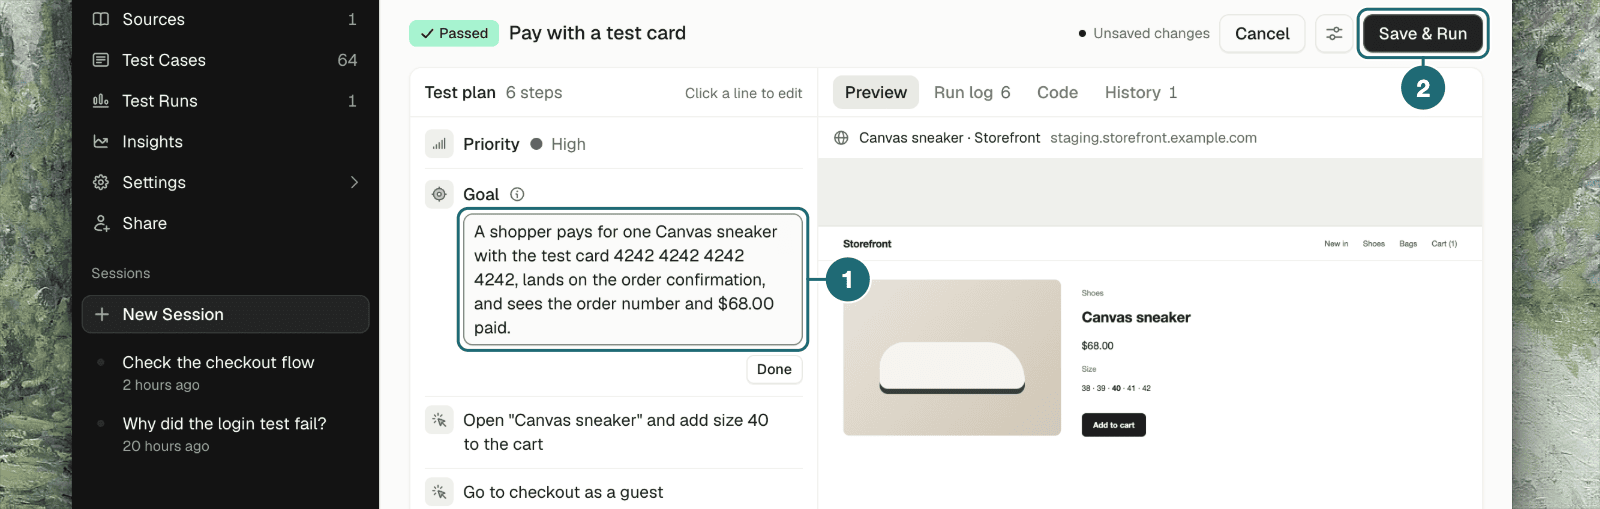 Sources 1
Test Cases 64
Test Runs 1
Insights
Settings
Share
Sessions
New Session
Check the checkout flow
2 hours ago
Why did the login test fail?
20 hours ago
Passed Pay with a test card
Unsaved changes Cancel Save & Run
2
Test plan 6 steps Click a line to edit
Priority High
Goal
A shopper pays for one Canvas sneaker
with the test card 4242 4242 4242
4242, lands on the order confirmation,
and sees the order number and $68.00
paid.
1
Done
Open "Canvas sneaker" and add size 40
to the cart
Go to checkout as a guest
Preview Run log 6 Code History 1
Canvas sneaker · Storefront staging.storefront.example.com
Storefront New in Shoes Bags Cart (1)
Shoes
Canvas sneaker
$68.00
Size
38 · 39 · 40 · 41 · 42
Add to cart